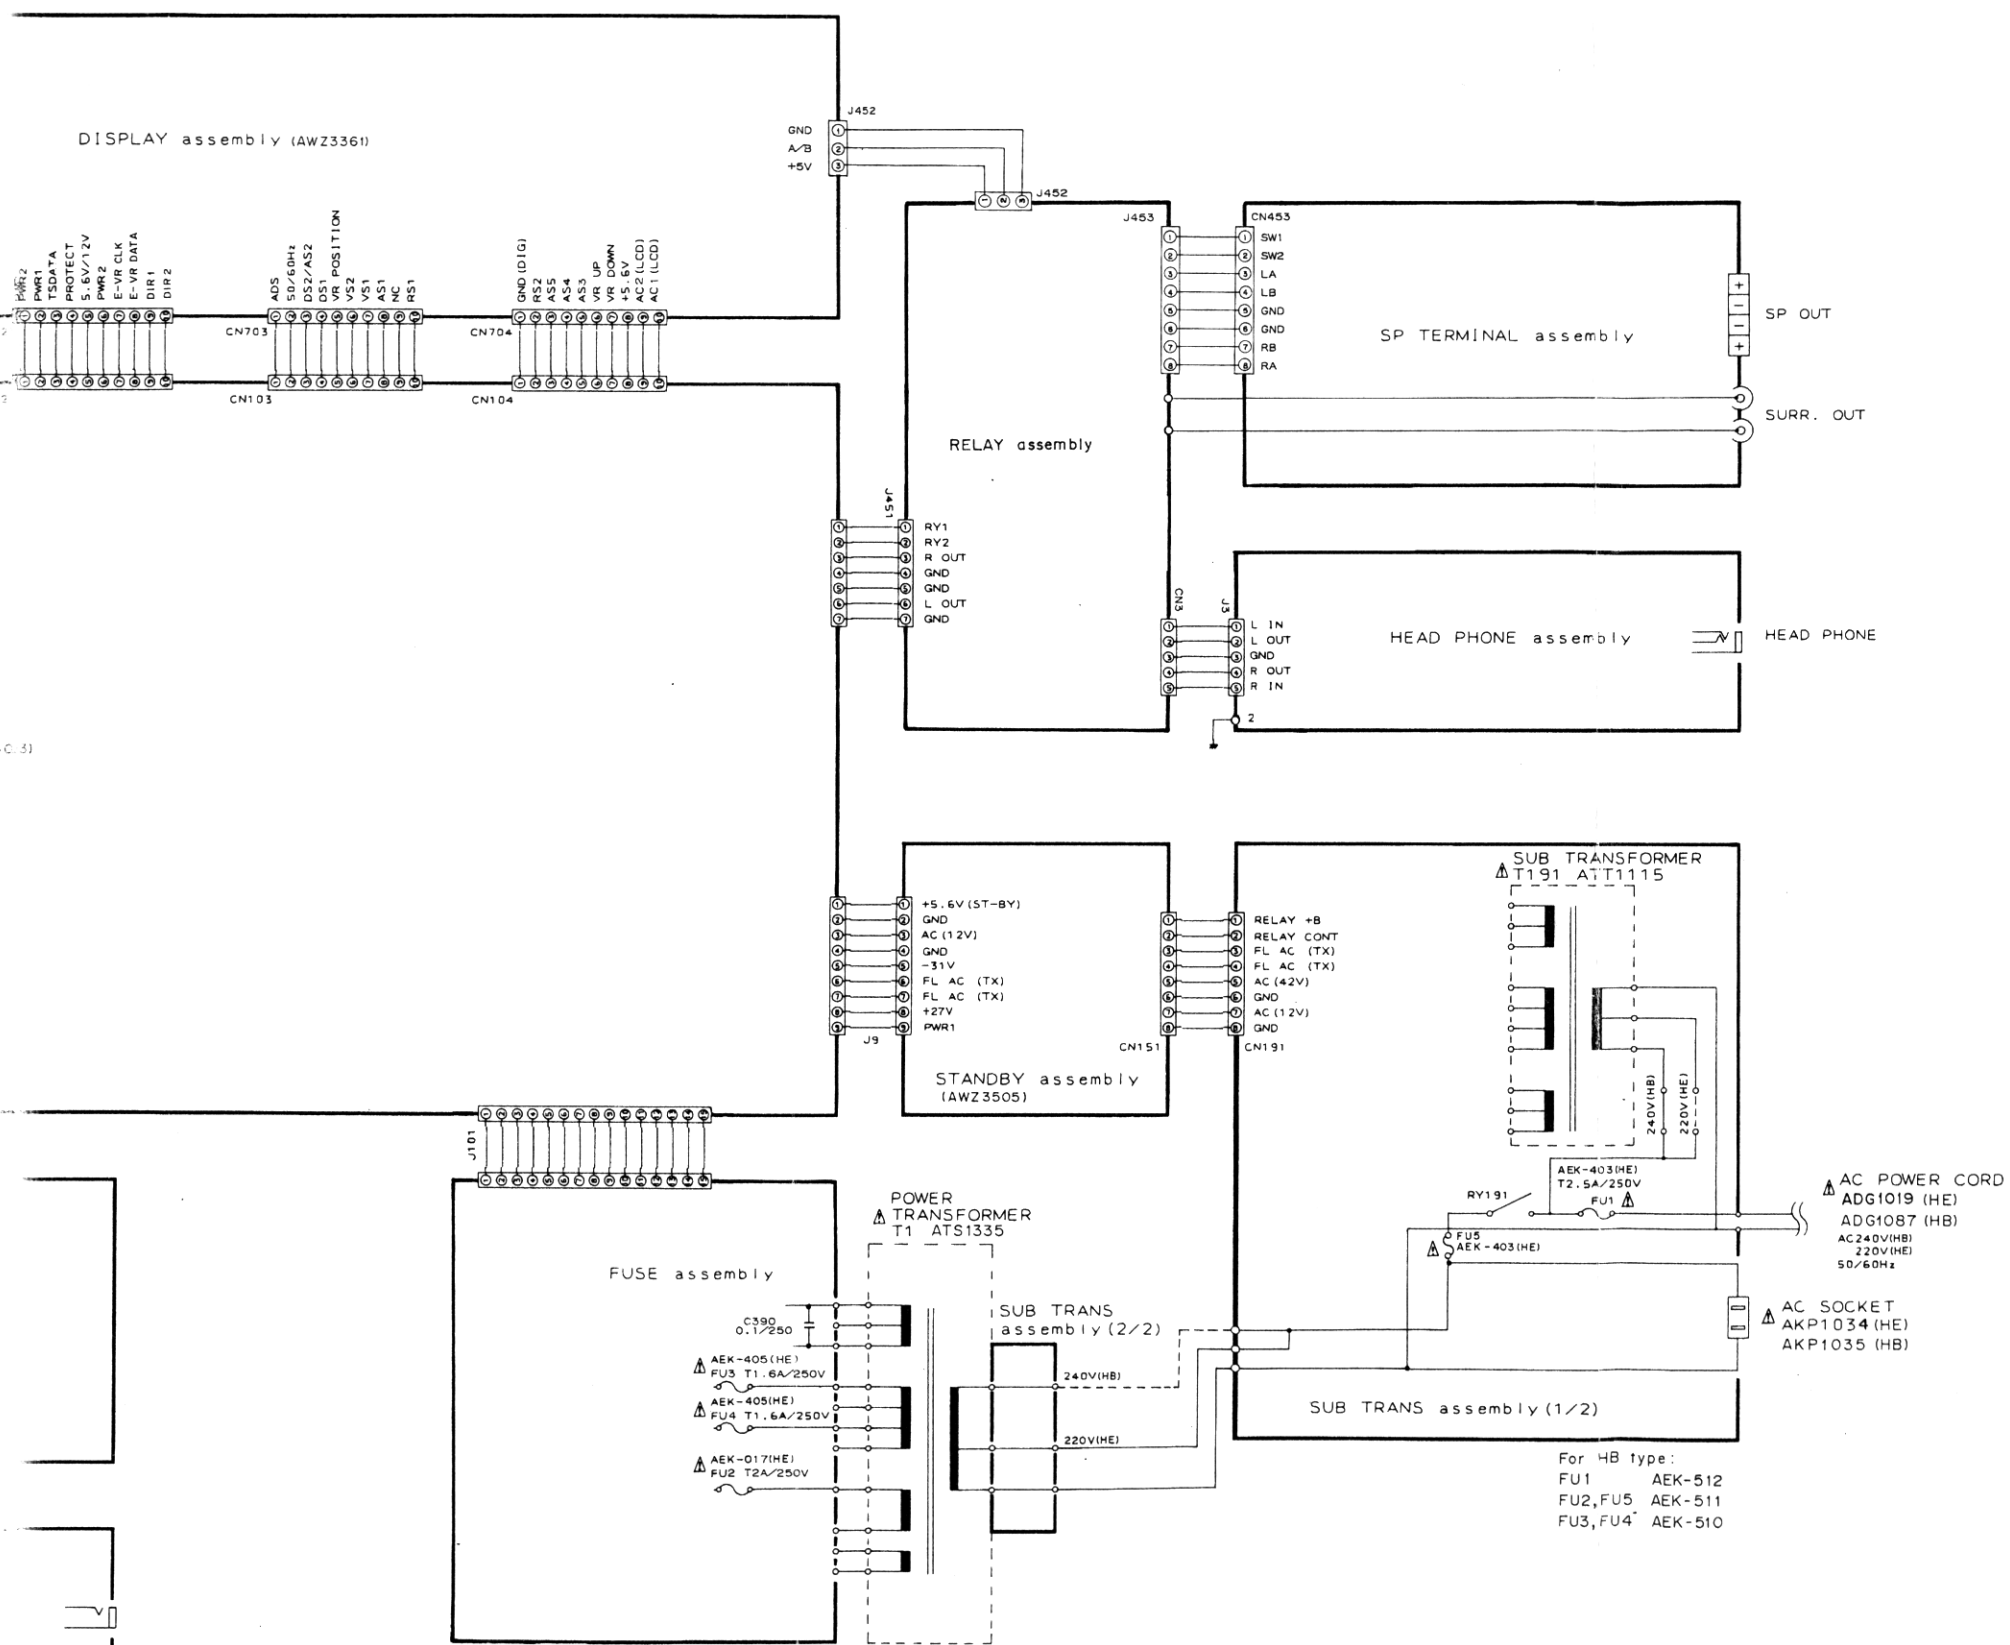 DISPLAY assembly (AWZ3361)
J452
GND
A/B
+5V
1
2
3
J452
1
2
3
PWR2
PWR1
TSDATA
PROTECT
5.6V/12V
PWR2
E-VR CLK
E-VR DATA
DIR1
DIR2
ADS
50/60Hz
DS2/AS2
DS1
VR POSITION
VS2
VS1
AS1
NC
RS1
GND(DIG)
RS2
AS5
AS4
AS3
VR UP
VR DOWN
+5.6V
AC2(LCD)
AC1(LCD)
CN703
CN704
CN103
CN104
J453
CN453
SW1
SW2
LA
LB
GND
GND
RB
RA
SP TERMINAL assembly
SP OUT
SURR. OUT
RELAY assembly
J451
RY1
RY2
R OUT
GND
GND
L OUT
GND
CN3
J3
L IN
L OUT
GND
R OUT
R IN
2
HEAD PHONE assembly
HEAD PHONE
+5.6V(ST-BY)
GND
AC(12V)
GND
-31V
FL AC (TX)
FL AC (TX)
+27V
PWR1
J9
CN151
STANDBY assembly
(AWZ3505)
RELAY +B
RELAY CONT
FL AC (TX)
FL AC (TX)
AC(42V)
GND
AC(12V)
GND
CN191
SUB TRANSFORMER
T191 ATT1115
240V(HB)
220V(HE)
AEK-403(HE)
T2.5A/250V
FU1
RY191
FU5
AEK-403(HE)
AC POWER CORD
ADG1019(HE)
ADG1087(HB)
AC240V(HB)
220V(HE)
50/60Hz
AC SOCKET
AKP1034(HE)
AKP1035(HB)
SUB TRANS assembly(1/2)
For HB type:
FU1 AEK-512
FU2,FU5 AEK-511
FU3,FU4 AEK-510
J101
FUSE assembly
POWER
TRANSFORMER
T1 ATS1335
C390
0.1/250
AEK-405(HE)
FU3 T1.6A/250V
AEK-405(HE)
FU4 T1.6A/250V
AEK-017(HE)
FU2 T2A/250V
SUB TRANS
assembly(2/2)
240V(HB)
220V(HE)